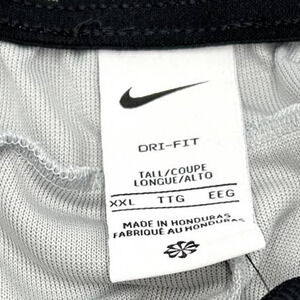 DRI-FIT
TALL/COUPE
LONGUE/ALTO
XXL TTG EEG
MADE IN HONDURAS
FABRIQUÉ AU HONDURAS